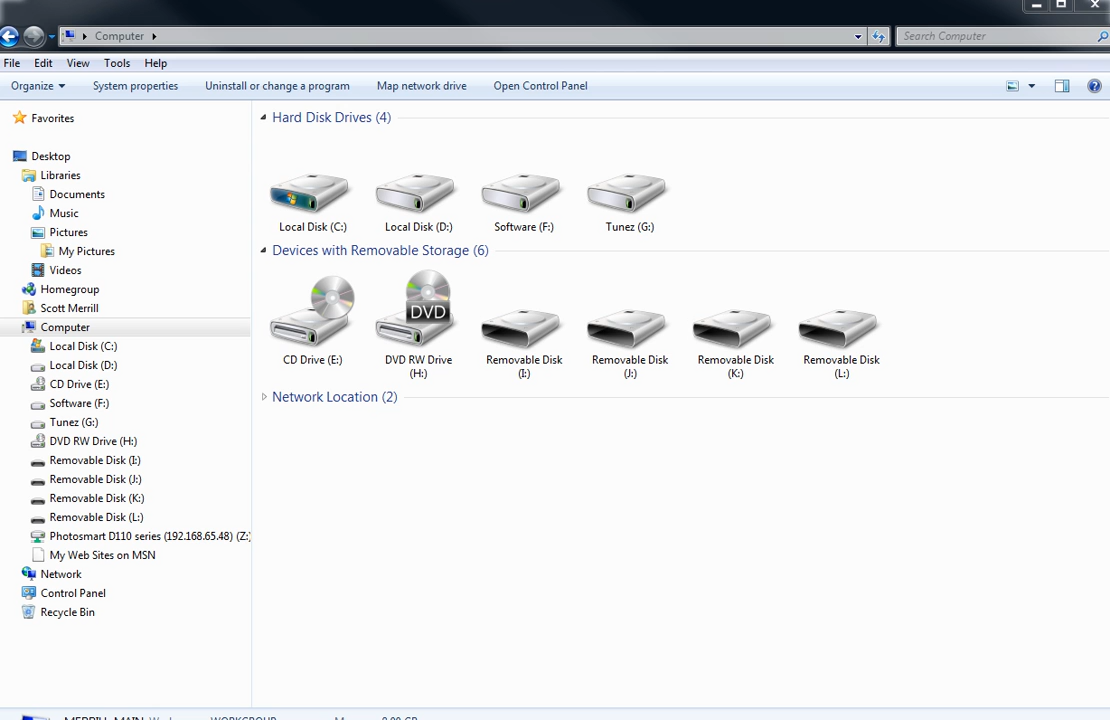 Computer
Search Computer
File Edit View Tools Help
Organize System properties Uninstall or change a program Map network drive Open Control Panel
Favorites
Desktop
Libraries
Documents
Music
Pictures
My Pictures
Videos
Homegroup
Scott Merrill
Computer
Local Disk (C:)
Local Disk (D:)
CD Drive (E:)
Software (F:)
Tunez (G:)
DVD RW Drive (H:)
Removable Disk (I:)
Removable Disk (J:)
Removable Disk (K:)
Removable Disk (L:)
Photosmart D110 series (192.168.65.48) (Z:)
My Web Sites on MSN
Network
Control Panel
Recycle Bin
Hard Disk Drives (4)
Local Disk (C:)
Local Disk (D:)
Software (F:)
Tunez (G:)
Devices with Removable Storage (6)
DVD
CD Drive (E:)
DVD RW Drive
(H:)
Removable Disk
(I:)
Removable Disk
(J:)
Removable Disk
(K:)
Removable Disk
(L:)
Network Location (2)
MERRILL-MAIN WORKGROUP